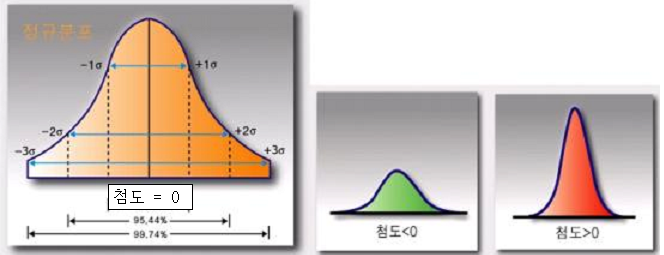 정규분포
-1σ
+1σ
-2σ
+2σ
-3σ
+3σ
첨도 = 0
95,44%
99,74%
첨도<0
첨도>0